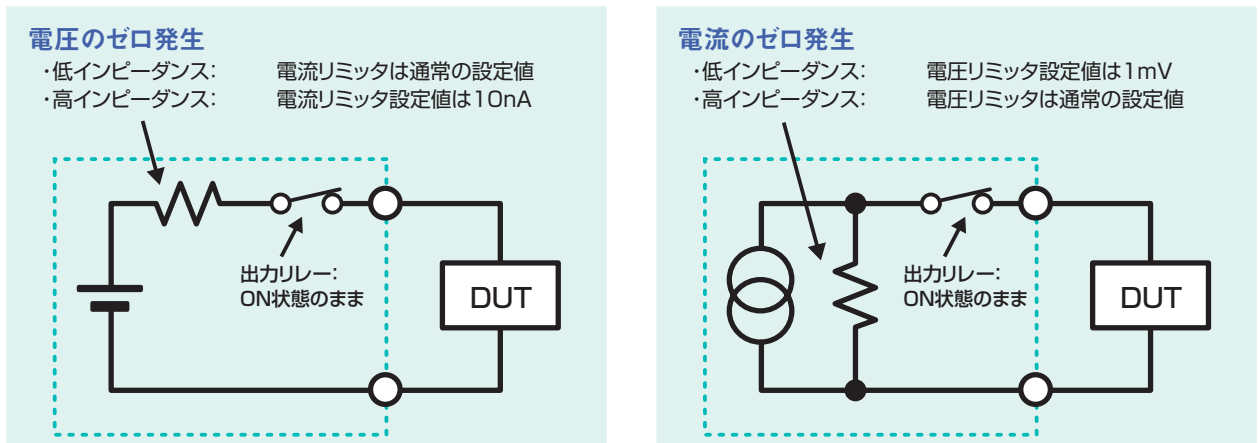 電圧のゼロ発生
・低インピーダンス： 電流リミッタは通常の設定値
・高インピーダンス： 電流リミッタ設定値は10nA
出力リレー：
ON状態のまま
DUT
電流のゼロ発生
・低インピーダンス： 電圧リミッタ設定値は1mV
・高インピーダンス： 電圧リミッタは通常の設定値
出力リレー：
ON状態のまま
DUT